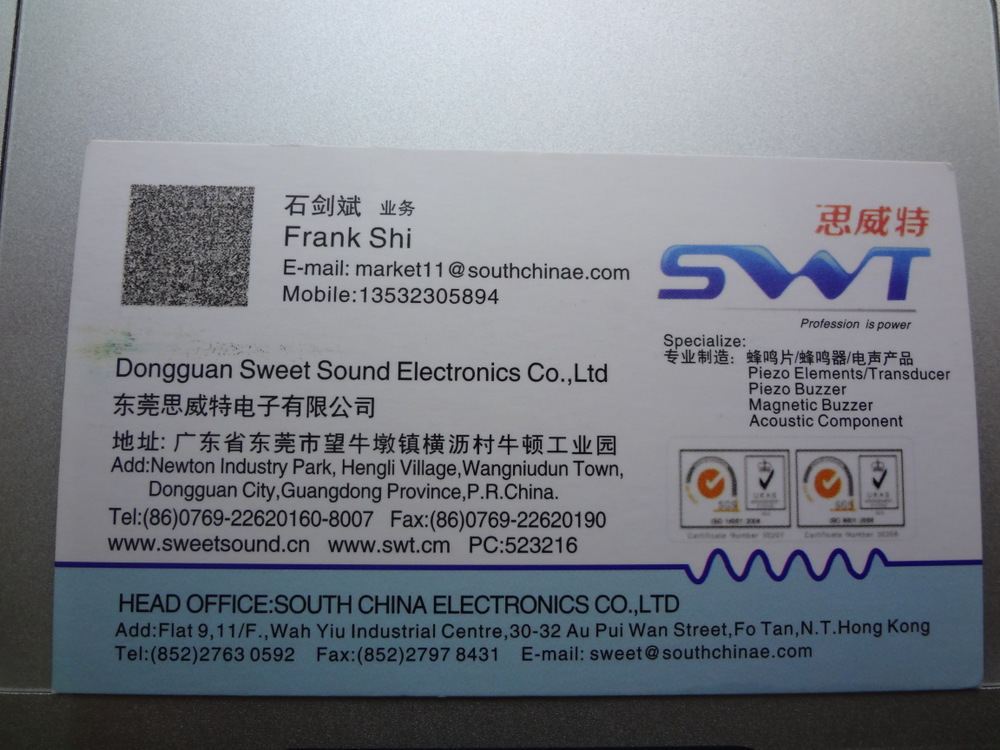 石剑斌 业务
Frank Shi
E-mail: market11@southchinae.com
Mobile:13532305894
思威特
SWT
Profession is power
Specialize:
专业制造: 蜂鸣片/蜂鸣器/电声产品
Piezo Elements/Transducer
Piezo Buzzer
Magnetic Buzzer
Acoustic Component
Dongguan Sweet Sound Electronics Co.,Ltd
东莞思威特电子有限公司
地址: 广东省东莞市望牛墩镇横沥村牛顿工业园
Add:Newton Industry Park, Hengli Village,Wangniudun Town,
Dongguan City,Guangdong Province,P.R.China.
Tel:(86)0769-22620160-8007 Fax:(86)0769-22620190
www.sweetsound.cn www.swt.cm PC:523216
SGS UKAS SGS UKAS
Certificate Number Certificate Number
HEAD OFFICE:SOUTH CHINA ELECTRONICS CO.,LTD
Add:Flat 9,11/F.,Wah Yiu Industrial Centre,30-32 Au Pui Wan Street,Fo Tan,N.T.Hong Kong
Tel:(852)2763 0592 Fax:(852)2797 8431 E-mail: sweet@southchinae.com